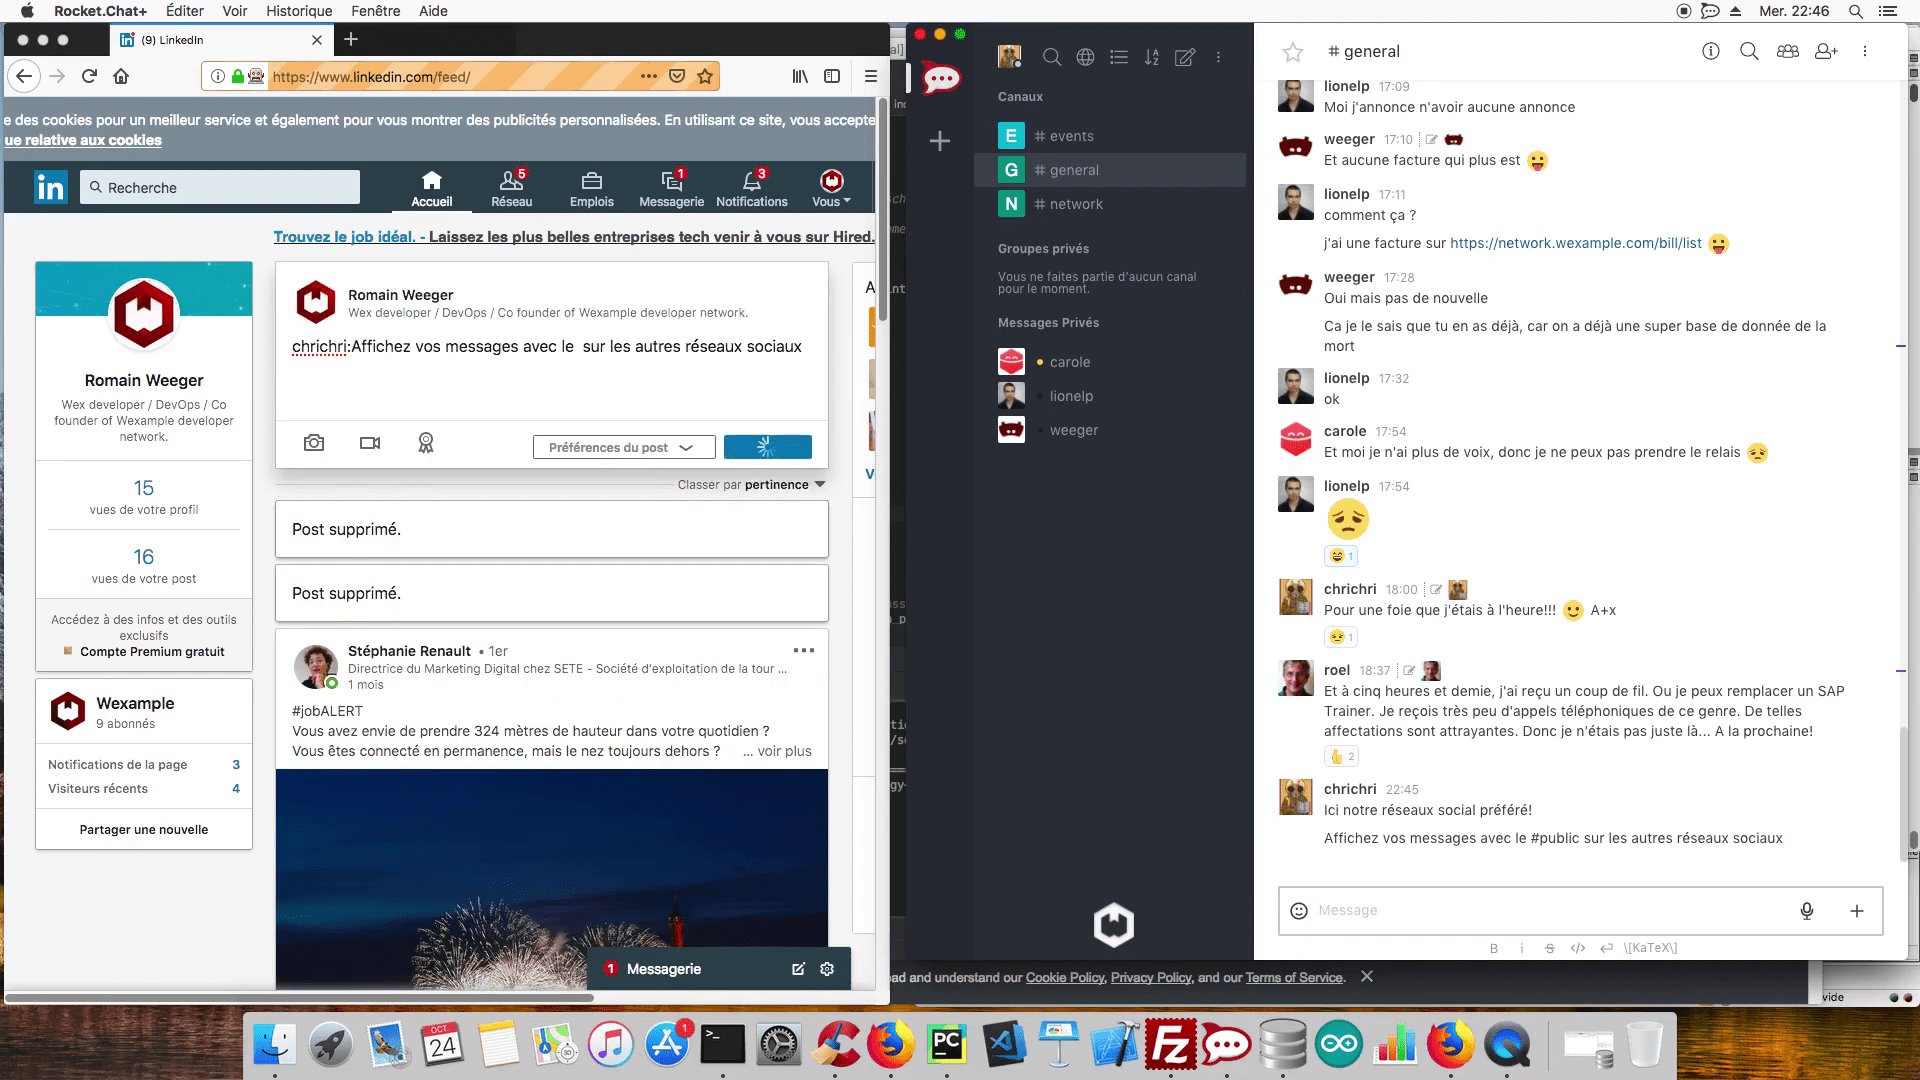 Rocket.Chat+ Éditer Voir Historique Fenêtre Aide
Mer. 22:46
(9) LinkedIn
https://www.linkedin.com/feed/
e des cookies pour un meilleur service et également pour vous montrer des publicités personnalisées. En utilisant ce site, vous accepte
ue relative aux cookies
in
Recherche
Accueil
5
Réseau
Emplois
1
Messagerie
3
Notifications
Vous
Trouvez le job idéal. - Laissez les plus belles entreprises tech venir à vous sur Hired.
Romain Weeger
Wex developer / DevOps / Co
founder of Wexample developer
network.
15
vues de votre profil
16
vues de votre post
Accédez à des infos et des outils
exclusifs
Compte Premium gratuit
Wexample
9 abonnés
Notifications de la page 3
Visiteurs récents 4
Partager une nouvelle
Romain Weeger
Wex developer / DevOps / Co founder of Wexample developer network.
chrichri:Affichez vos messages avec le  sur les autres réseaux sociaux
Préférences du post
Classer par pertinence
Post supprimé.
Post supprimé.
Stéphanie Renault • 1er
Directrice du Marketing Digital chez SETE - Société d'exploitation de la tour ...
1 mois
#jobALERT
Vous avez envie de prendre 324 mètres de hauteur dans votre quotidien ?
Vous êtes connecté en permanence, mais le nez toujours dehors ? ... voir plus
1 Messagerie
Canaux
E # events
G # general
N # network
Groupes privés
Vous ne faites partie d'aucun canal
pour le moment.
Messages Privés
carole
lionelp
weeger
# general
lionelp 17:09
Moi j'annonce n'avoir aucune annonce
weeger 17:10
Et aucune facture qui plus est 😜
lionelp 17:11
comment ça ?
j'ai une facture sur https://network.wexample.com/bill/list 😜
weeger 17:28
Oui mais pas de nouvelle
Ca je le sais que tu en as déjà, car on a déjà une super base de donnée de la
mort
lionelp 17:32
ok
carole 17:54
Et moi je n'ai plus de voix, donc je ne peux pas prendre le relais 😞
lionelp 17:54
😞
😄 1
chrichri 18:00
Pour une foie que j'étais à l'heure!!! 🙂 A+x
😞 1
roel 18:37
Et à cinq heures et demie, j'ai reçu un coup de fil. Ou je peux remplacer un SAP
Trainer. Je reçois très peu d'appels téléphoniques de ce genre. De telles
affectations sont attrayantes. Donc je n'étais pas juste là... A la prochaine!
👍 2
chrichri 22:45
Ici notre réseaux social préféré!
Affichez vos messages avec le #public sur les autres réseaux sociaux
Message
B i S </> \[KaTeX\]
ead and understand our Cookie Policy, Privacy Policy, and our Terms of Service.
vide
OCT.
24
1
PC
Fz